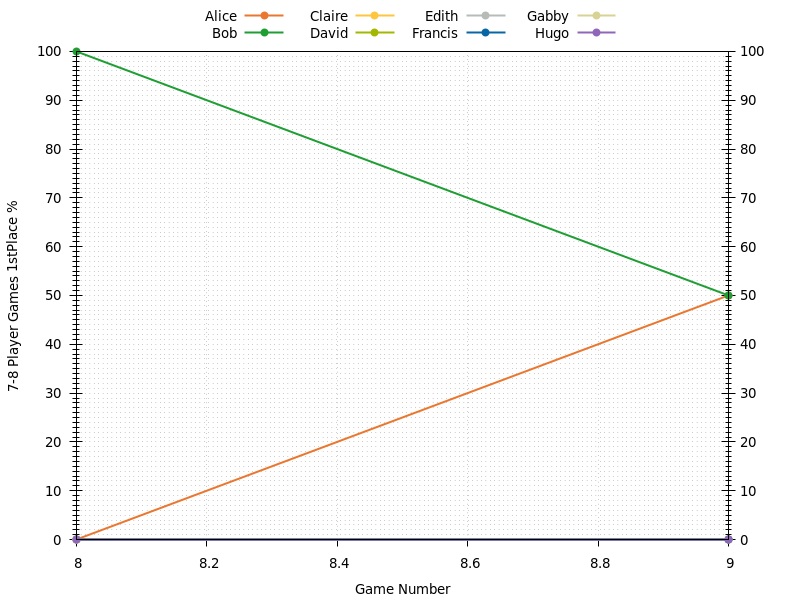 Alice Claire Edith Gabby
Bob David Francis Hugo
100 100
90 90
80 80
70 70
60 60
50 50
40 40
30 30
20 20
10 10
0 0
8 8.2 8.4 8.6 8.8 9
Game Number
7-8 Player Games 1stPlace %